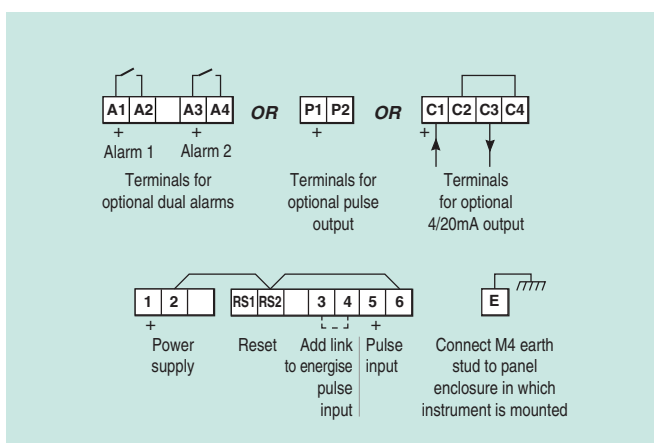 A1 A2 A3 A4 OR P1 P2 OR C1 C2 C3 C4
+ + + +
Alarm 1 Alarm 2
Terminals for
optional dual alarms
Terminals for
optional pulse
output
Terminals
for optional
4/20mA output
1 2 RS1 RS2 3 4 5 6 E
+ +
Power
supply
Reset
Add link
to energise
pulse
input
Pulse
input
Connect M4 earth
stud to panel
enclosure in which
instrument is mounted